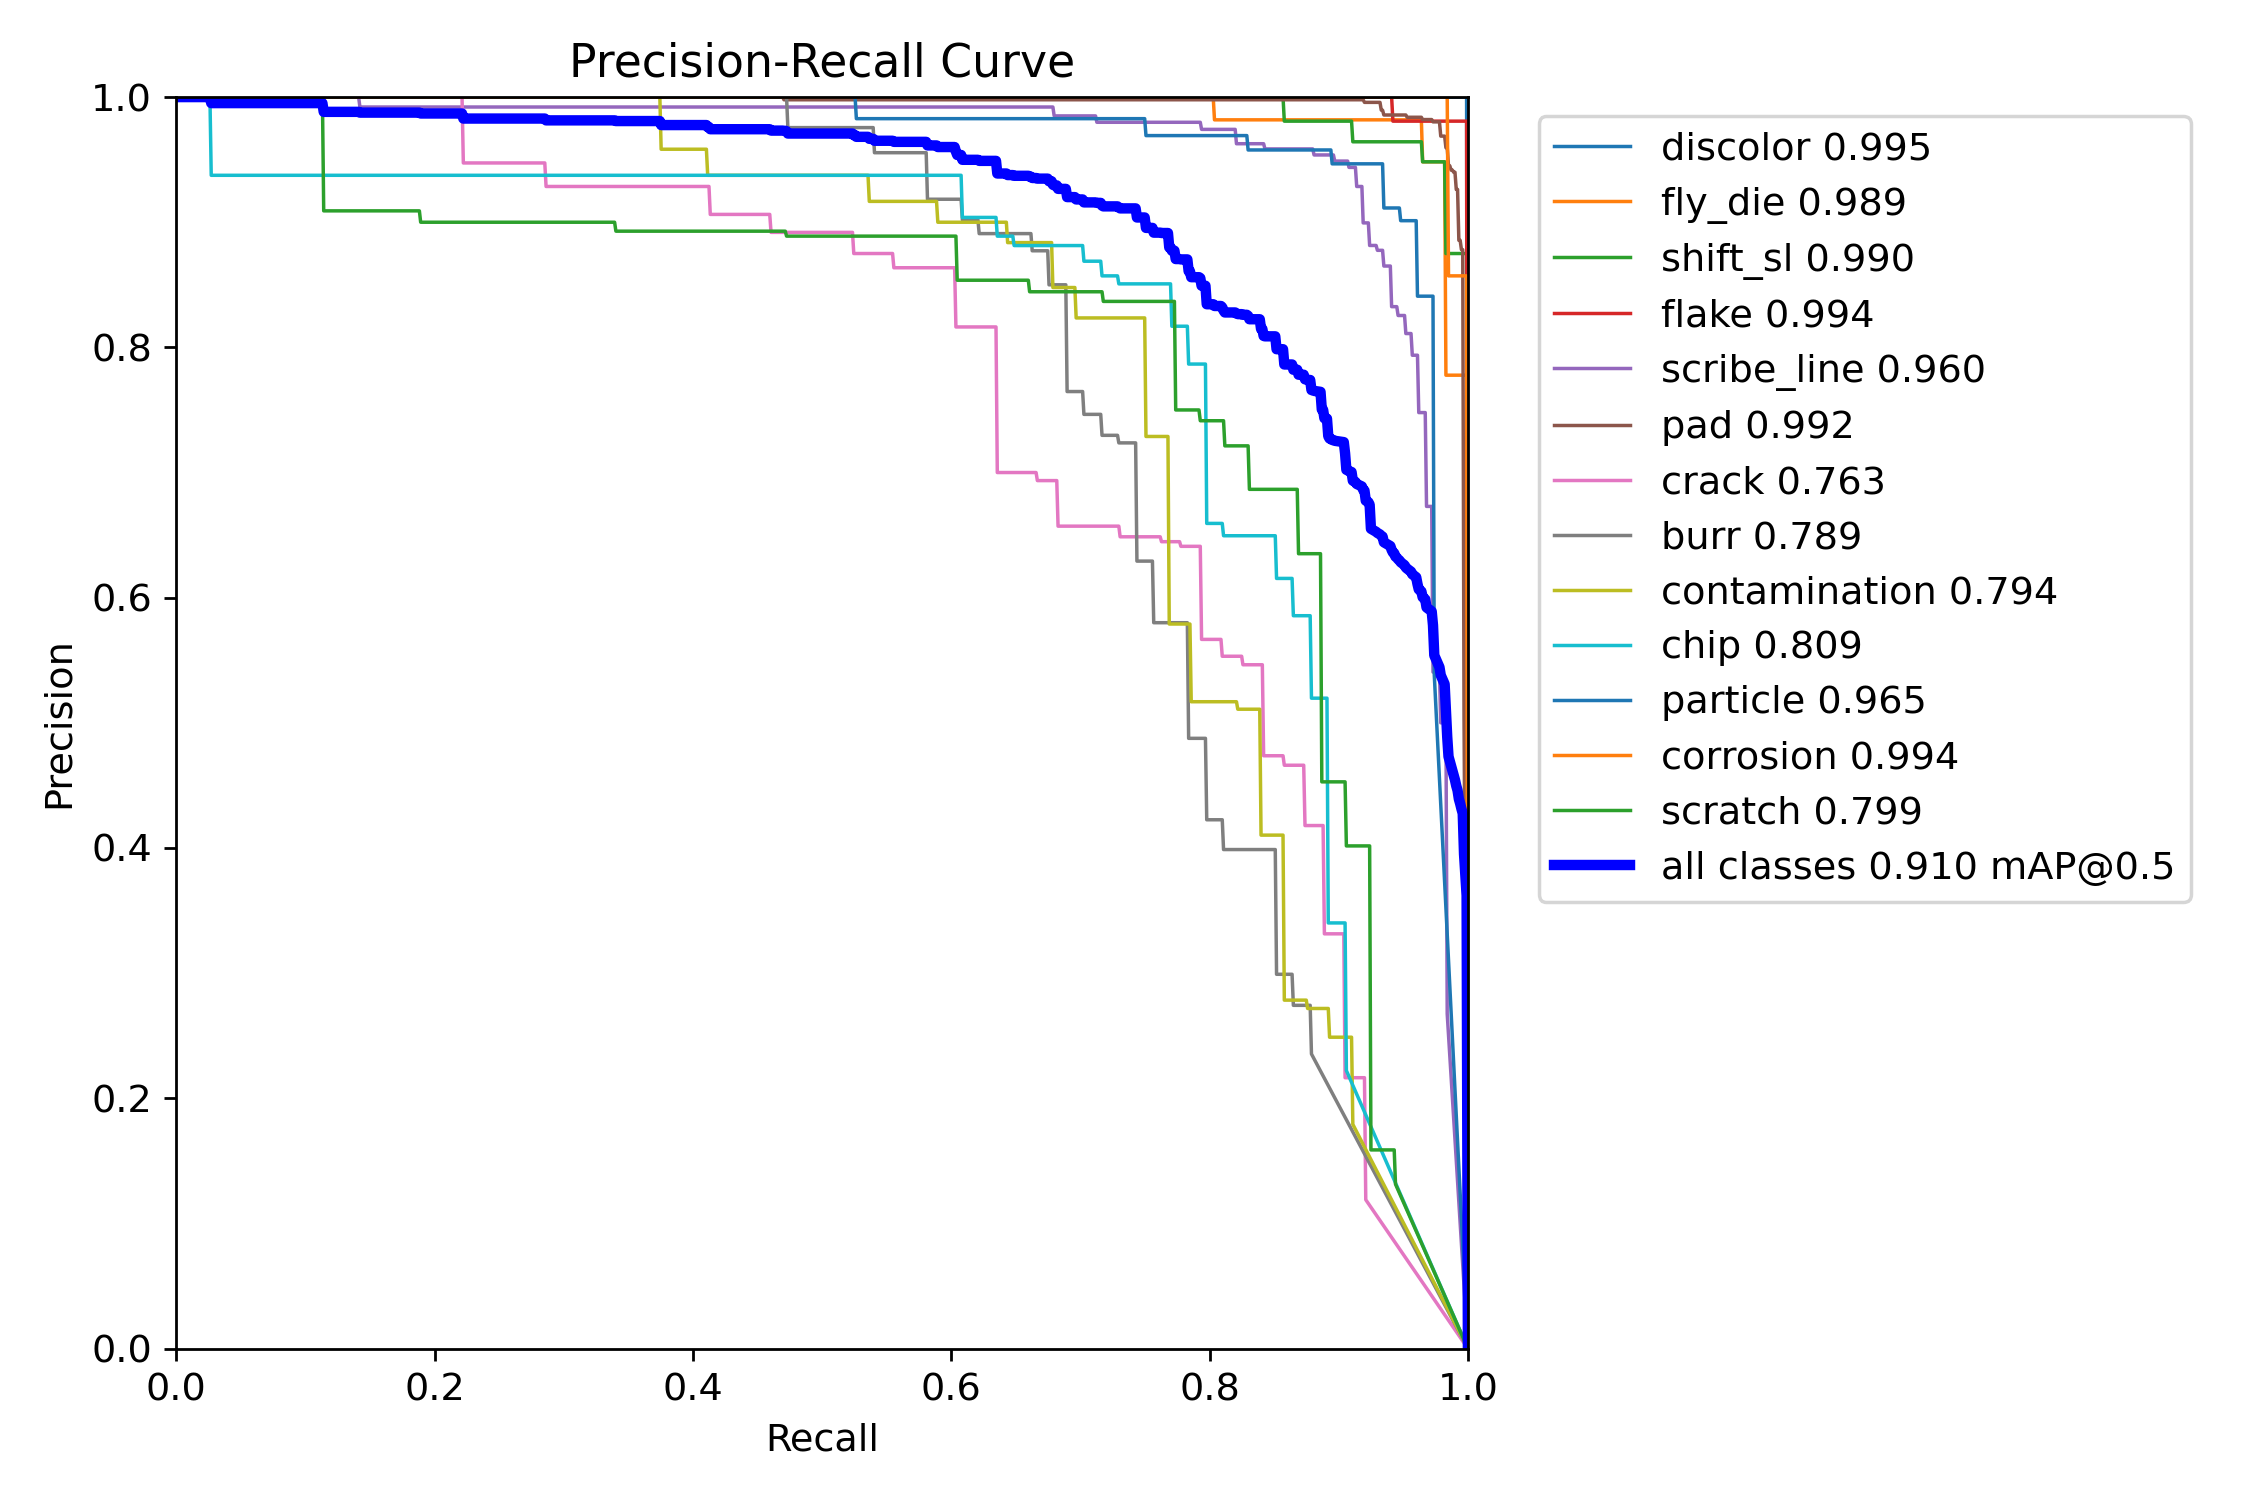 Precision-Recall Curve
1.0
0.8
0.6
0.4
0.2
0.0
Precision
0.0 0.2 0.4 0.6 0.8 1.0
Recall
discolor 0.995
fly_die 0.989
shift_sl 0.990
flake 0.994
scribe_line 0.960
pad 0.992
crack 0.763
burr 0.789
contamination 0.794
chip 0.809
particle 0.965
corrosion 0.994
scratch 0.799
all classes 0.910 mAP@0.5